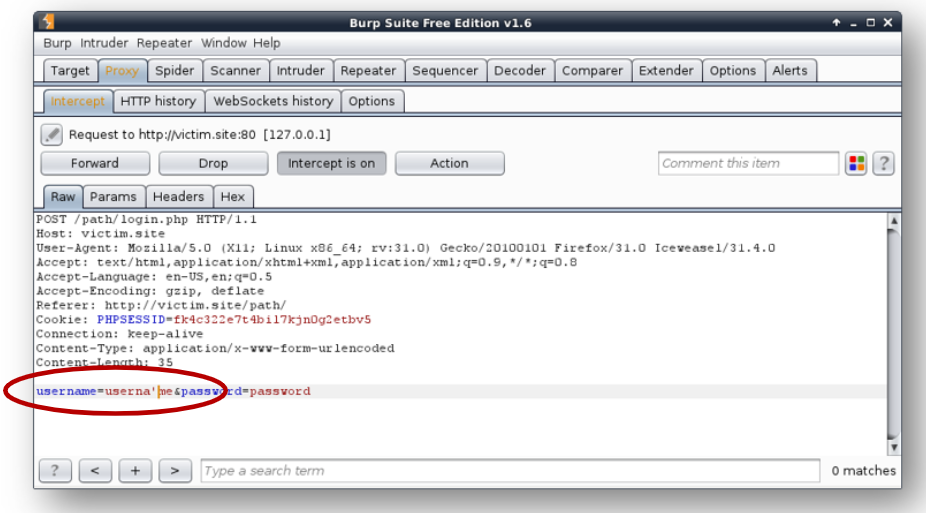 Burp Suite Free Edition v1.6
Burp Intruder Repeater Window Help
Target Proxy Spider Scanner Intruder Repeater Sequencer Decoder Comparer Extender Options Alerts
Intercept HTTP history WebSockets history Options
Request to http://victim.site:80 [127.0.0.1]
Forward Drop Intercept is on Action Comment this item ?
Raw Params Headers Hex
POST /path/login.php HTTP/1.1
Host: victim.site
User-Agent: Mozilla/5.0 (X11; Linux x86_64; rv:31.0) Gecko/20100101 Firefox/31.0 Iceweasel/31.4.0
Accept: text/html,application/xhtml+xml,application/xml;q=0.9,*/*;q=0.8
Accept-Language: en-US,en;q=0.5
Accept-Encoding: gzip, deflate
Referer: http://victim.site/path/
Cookie: PHPSESSID=fk4c322e7t4bil7kjn0g2etbv5
Connection: keep-alive
Content-Type: application/x-www-form-urlencoded
Content-Length: 35
username=userna'me&password=password
? < + > Type a search term 0 matches